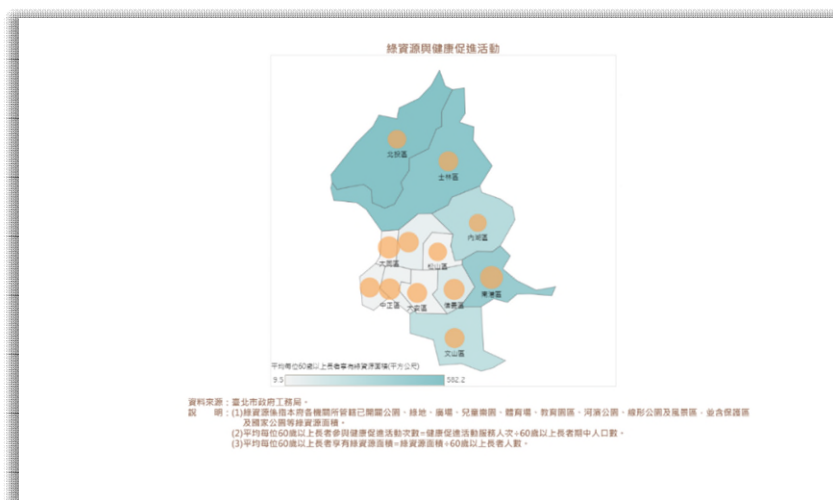 綠資源與健康促進活動
北投區
士林區
內湖區
大同區
松山區
中正區
大安區
信義區
南港區
文山區
平均每位60歲以上長者享有綠資源面積(平方公尺)
9.5
552.2
資料來源：臺北市政府工務局。
說　　明：(1)綠資源係指本府各機關所管轄已開闢公園、綠地、廣場、兒童樂園、體育場、教育園區、河濱公園、線形公園及風景區，並含保護區
及國家公園等綠資源面積。
(2)平均每位60歲以上長者參與健康促進活動次數=健康促進活動服務人次÷60歲以上長者期中人口數。
(3)平均每位60歲以上長者享有綠資源面積=綠資源面積÷60歲以上長者人數。